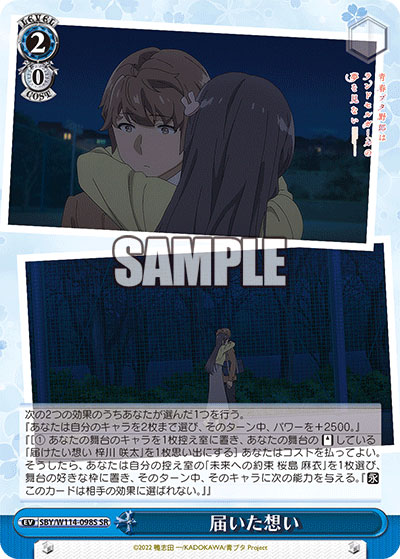 LEVEL
2
0
COST
青春ブタ野郎は
ランドセルガールの
夢を見ない
SAMPLE
次の2つの効果のうちあなたが選んだ1つを行う。
『あなたは自分のキャラを2枚まで選び、そのターン中、パワーを+2500。』
『[① あなたの舞台のキャラを1枚控え室に置き、あなたの舞台の している
「届けたい想い 梓川 咲太」を1枚思い出にする] あなたはコストを払ってよい。
そうしたら、あなたは自分の控え室の「未来への約束 桜島 麻衣」を1枚選び、
舞台の好きな枠に置き、そのターン中、そのキャラに次の能力を与える。『永
このカードは相手の効果に選ばれない。』』
EV SBY/W114-098S SR
届いた想い
©2022 鴨志田 一/KADOKAWA/青ブタ Project